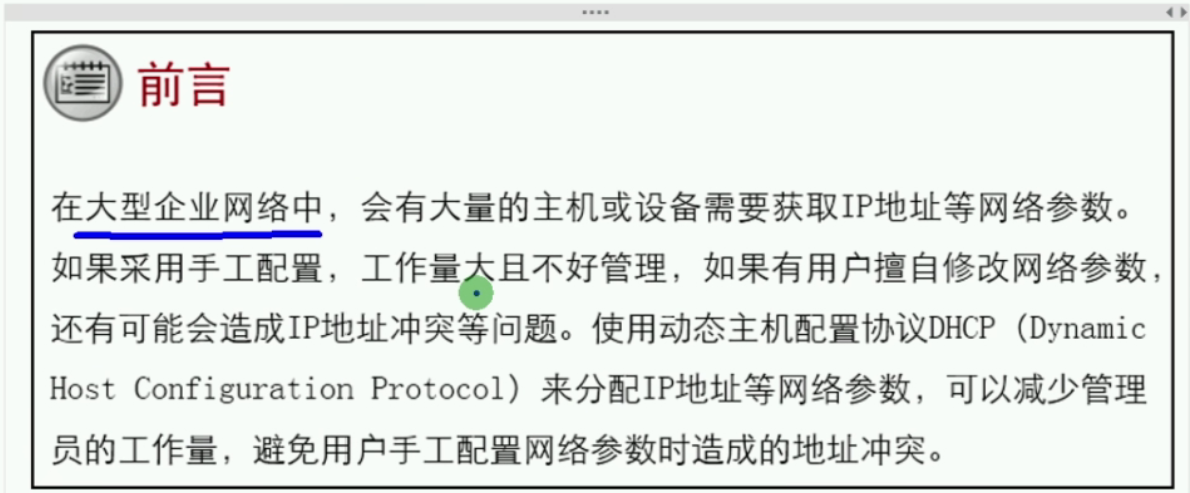 前言
在大型企业网络中，会有大量的主机或设备需要获取IP地址等网络参数。
如果采用手工配置，工作量大且不好管理，如果有用户擅自修改网络参数，
还有可能会造成IP地址冲突等问题。使用动态主机配置协议DHCP（Dynamic
Host Configuration Protocol）来分配IP地址等网络参数，可以减少管理
员的工作量，避免用户手工配置网络参数时造成的地址冲突。